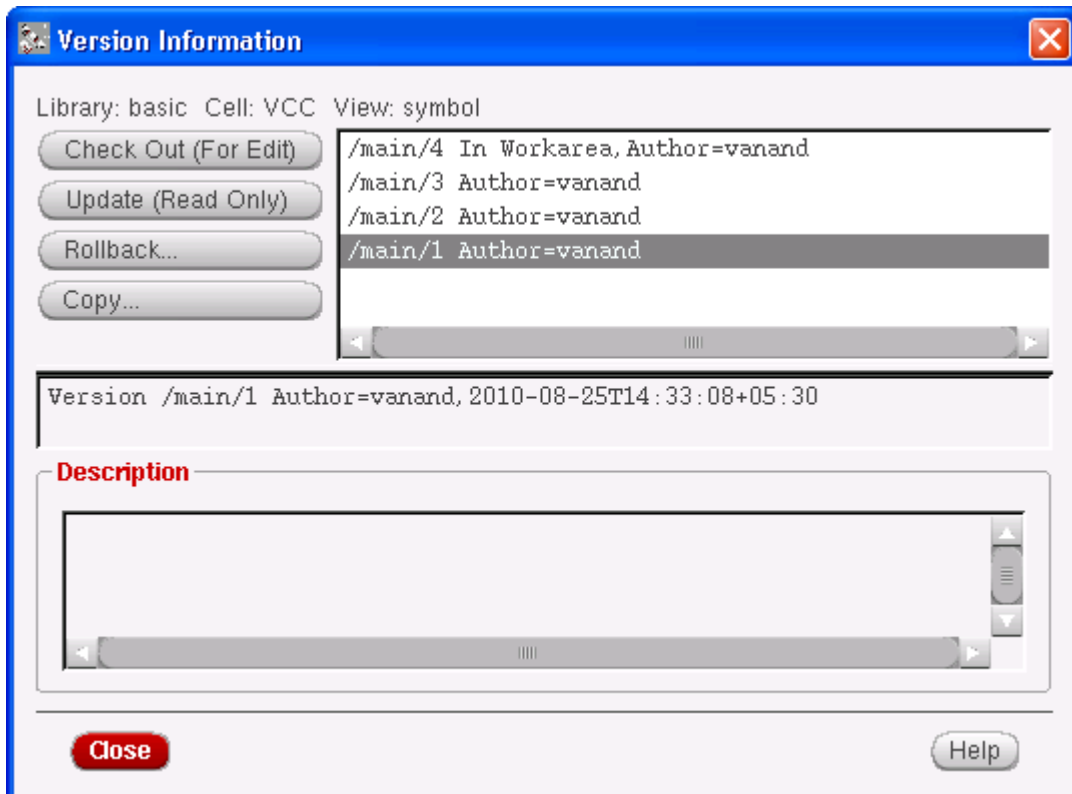 Version Information
Library: basic Cell: VCC View: symbol
Check Out (For Edit)
Update (Read Only)
Rollback...
Copy...
/main/4 In Workarea, Author=vanand
/main/3 Author=vanand
/main/2 Author=vanand
/main/1 Author=vanand
Version /main/1 Author=vanand, 2010-08-25T14:33:08+05:30
Description
Close
Help